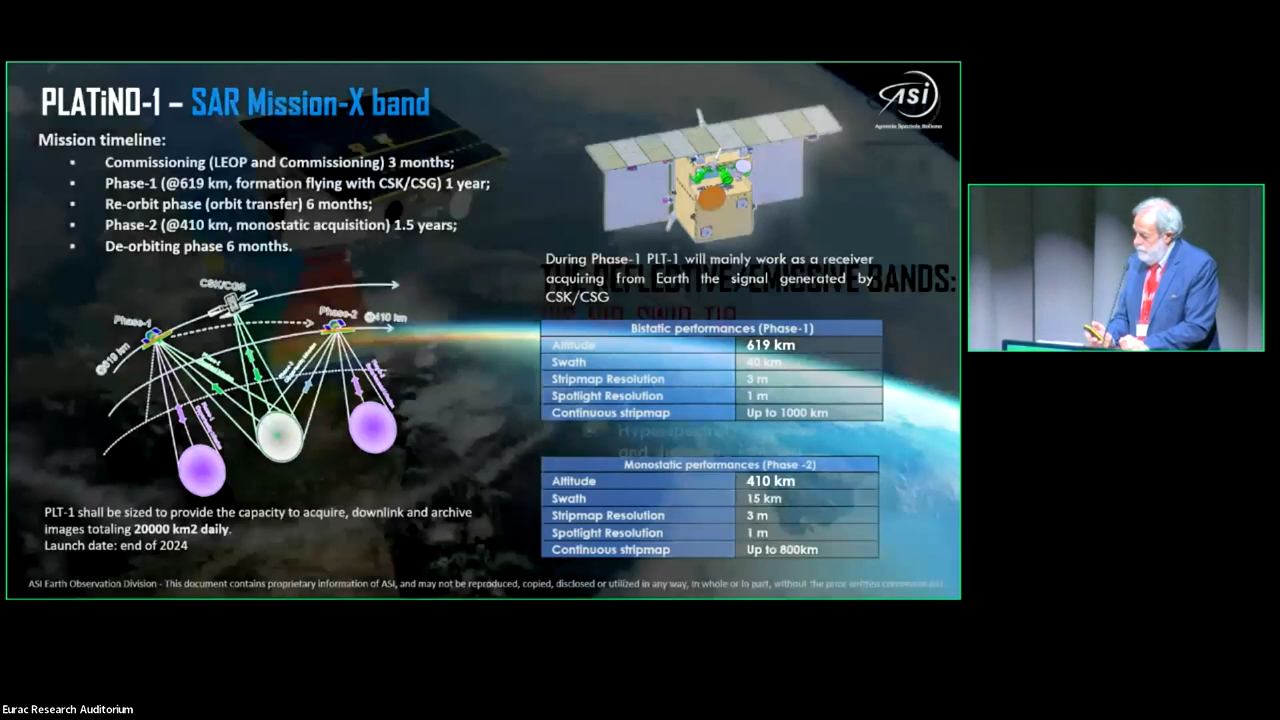 PLATiNO-1 – SAR Mission-X band
asi
Agenzia Spaziale Italiana
Mission timeline:
▪ Commissioning (LEOP and Commissioning) 3 months;
▪ Phase-1 (@619 km, formation flying with CSK/CSG) 1 year;
▪ Re-orbit phase (orbit transfer) 6 months;
▪ Phase-2 (@410 km, monostatic acquisition) 1.5 years;
▪ De-orbiting phase 6 months.
CSK/CGS
Phase-1
Phase-2
@410 km
@619 km
PLT-1 shall be sized to provide the capacity to acquire, downlink and archive
images totaling 20000 km2 daily.
Launch date: end of 2024
During Phase-1 PLT-1 will mainly work as a receiver
acquiring from Earth the signal generated by
CSK/CSG
BANDS:
Bistatic performances (Phase-1)
Altitude 619 km
Swath 40 km
Stripmap Resolution 3 m
Spotlight Resolution 1 m
Continuous stripmap Up to 1000 km
Monostatic performances (Phase -2)
Altitude 410 km
Swath 15 km
Stripmap Resolution 3 m
Spotlight Resolution 1 m
Continuous stripmap Up to 800km
ASI Earth Observation Division - This document contains proprietary information of ASI, and may not be reproduced, copied, disclosed or utilized in any way, in whole or in part, without the prior written
Eurac Research Auditorium